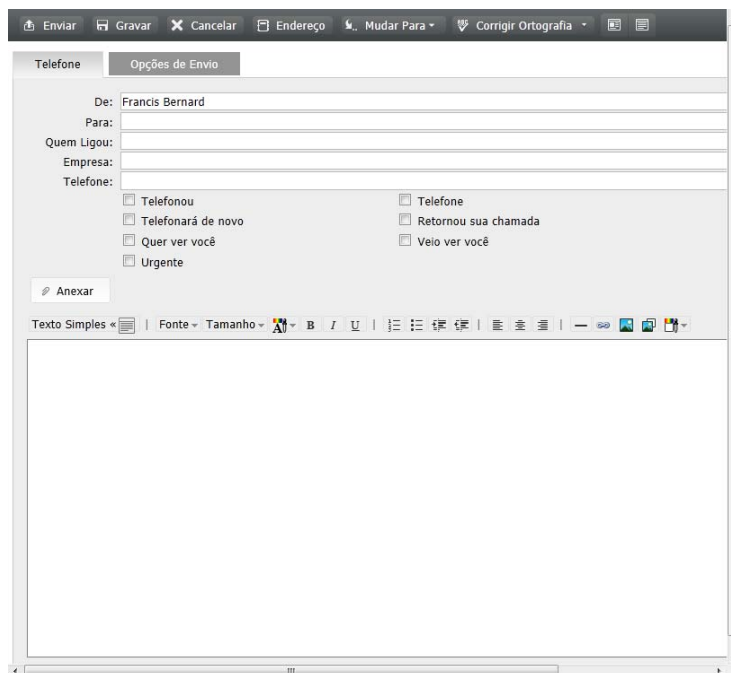 Enviar Gravar Cancelar Endereço Mudar Para Corrigir Ortografia
Telefone Opções de Envio
De: Francis Bernard
Para:
Quem Ligou:
Empresa:
Telefone:
Telefonou Telefone
Telefonará de novo Retornou sua chamada
Quer ver você Veio ver você
Urgente
Anexar
Texto Simples « | Fonte Tamanho B I U | | | —